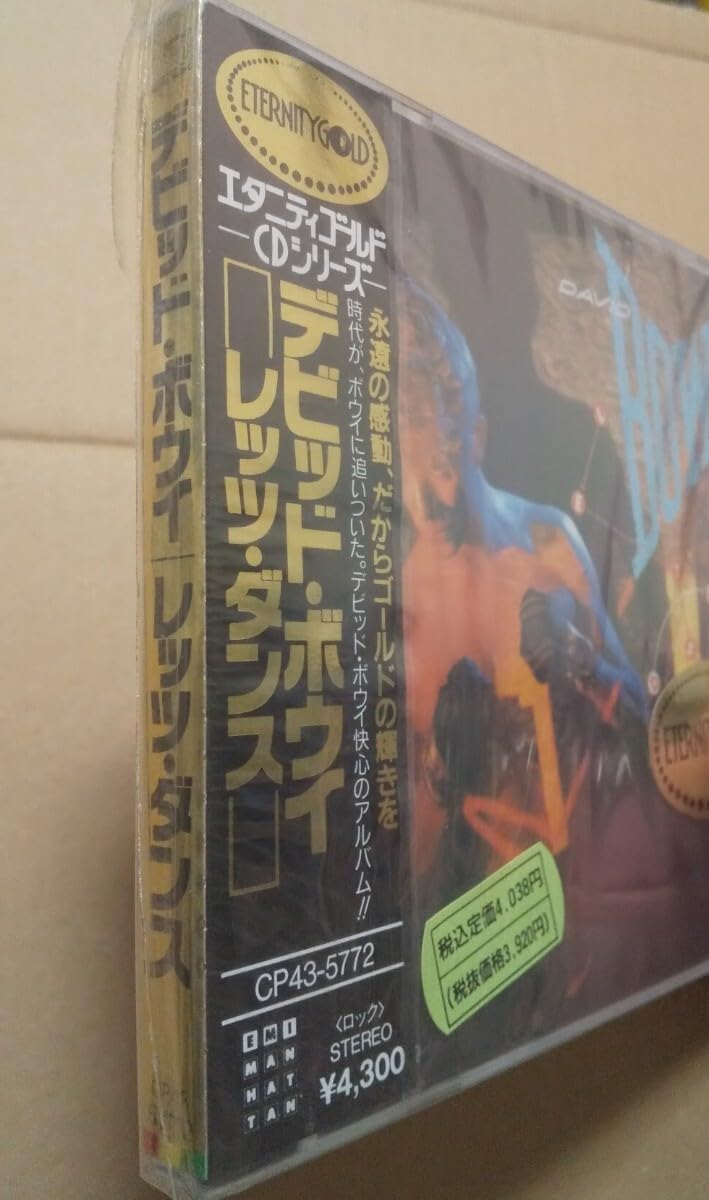 デビッド・ボウイ｜レッツ・ダンス
ETERNITY GOLD
エタニティゴールド
—CDシリーズ—
永遠の感動、だからゴールドの輝きを
時代が、ボウイに追いついた。デビッド・ボウイ快心のアルバム!!
デビッド・ボウイ
レッツ・ダンス
CP43-5772
EMI
MAN
HAT
TAN
〈ロック〉
STEREO
¥4,300
DAVID
ETERNITY
税込定価4.038円
(税抜価格3,920円)